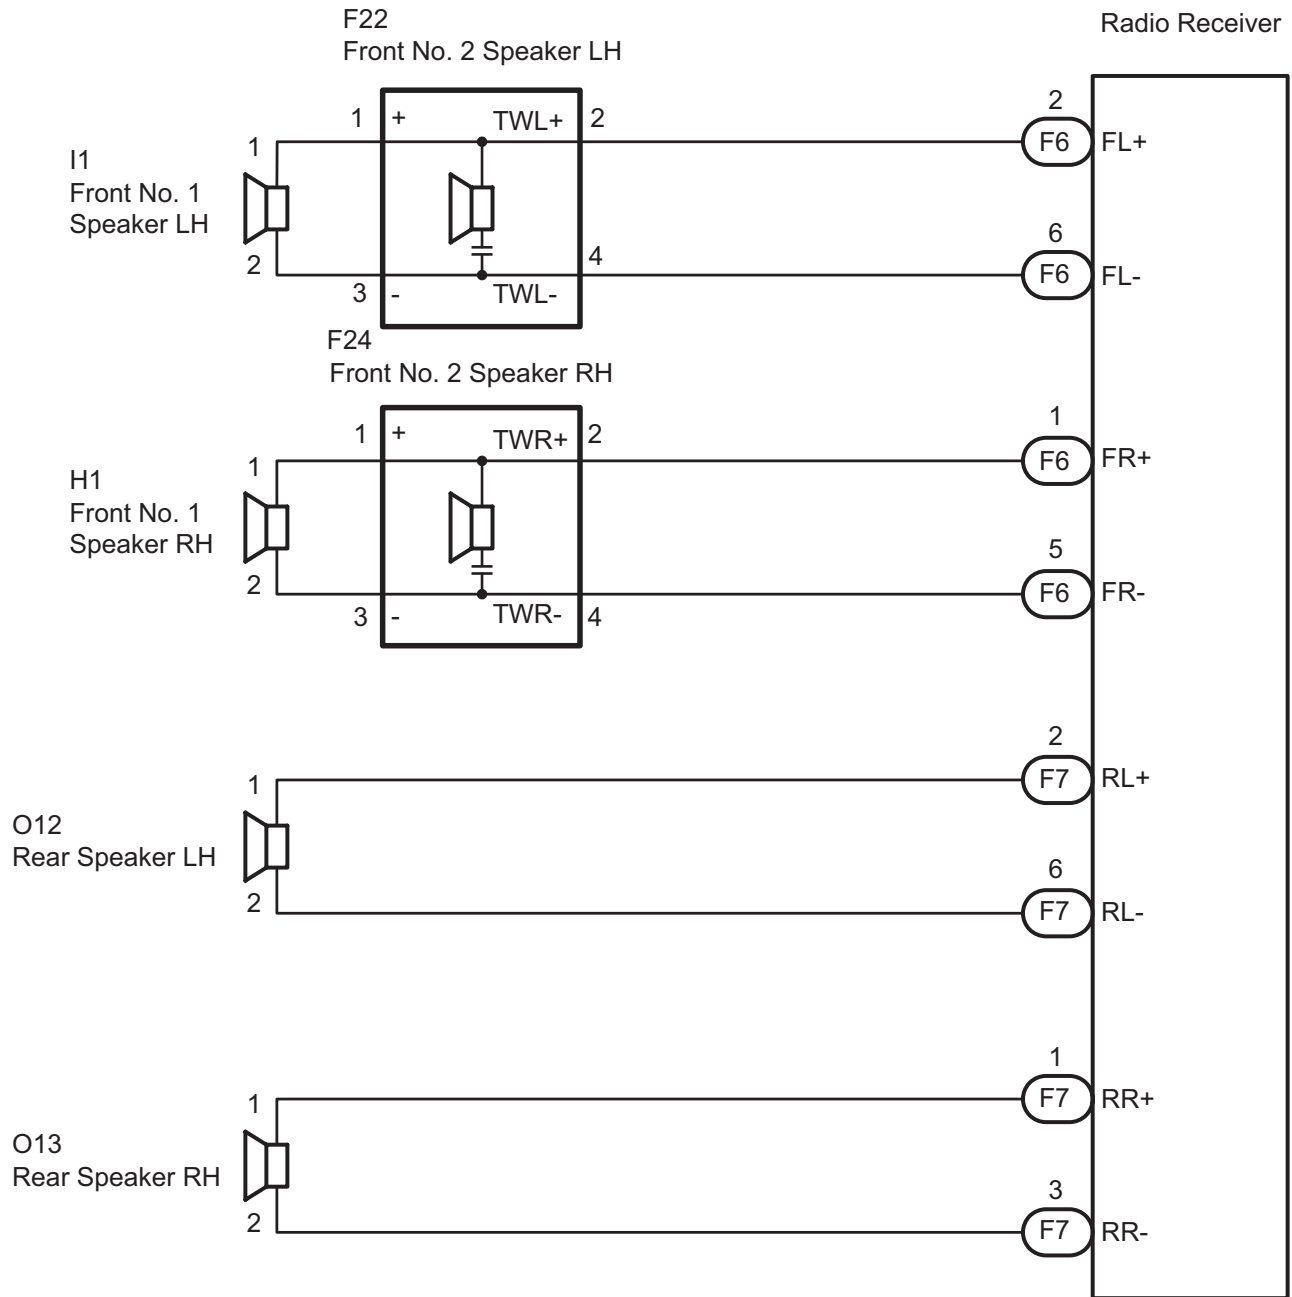 F22
Front No. 2 Speaker LH
Radio Receiver
1
+
TWL+
2
2
F6
FL+
1
I1
Front No. 1
Speaker LH
2
3
-
TWL-
4
6
F6
FL-
F24
Front No. 2 Speaker RH
1
+
TWR+
2
1
F6
FR+
1
H1
Front No. 1
Speaker RH
2
3
-
TWR-
4
5
F6
FR-
1
2
F7
RL+
O12
Rear Speaker LH
2
6
F7
RL-
1
1
F7
RR+
O13
Rear Speaker RH
2
3
F7
RR-